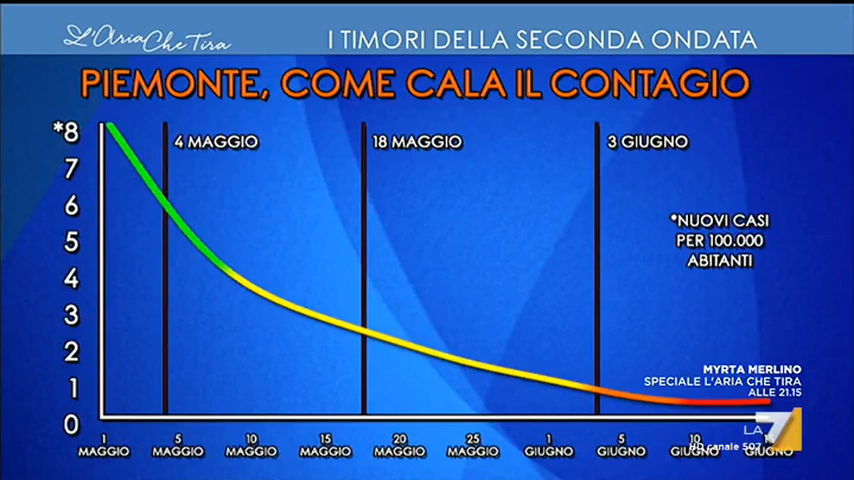 L'Aria Che Tira
I TIMORI DELLA SECONDA ONDATA
PIEMONTE, COME CALA IL CONTAGIO
*8
7
6
5
4
3
2
1
0
4 MAGGIO
18 MAGGIO
3 GIUGNO
*NUOVI CASI
PER 100.000
ABITANTI
MYRTA MERLINO
SPECIALE L'ARIA CHE TIRA
ALLE 21.15
LA 7
HD canale 507
1 MAGGIO
5 MAGGIO
10 MAGGIO
15 MAGGIO
20 MAGGIO
25 MAGGIO
1 GIUGNO
5 GIUGNO
10 GIUGNO
GIUGNO